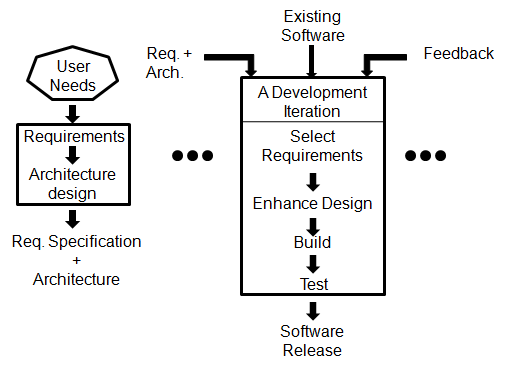 User
Needs
Requirements
Architecture
design
Req. Specification
+
Architecture
Req. +
Arch.
Existing
Software
Feedback
A Development
Iteration
Select
Requirements
Enhance Design
Build
Test
Software
Release